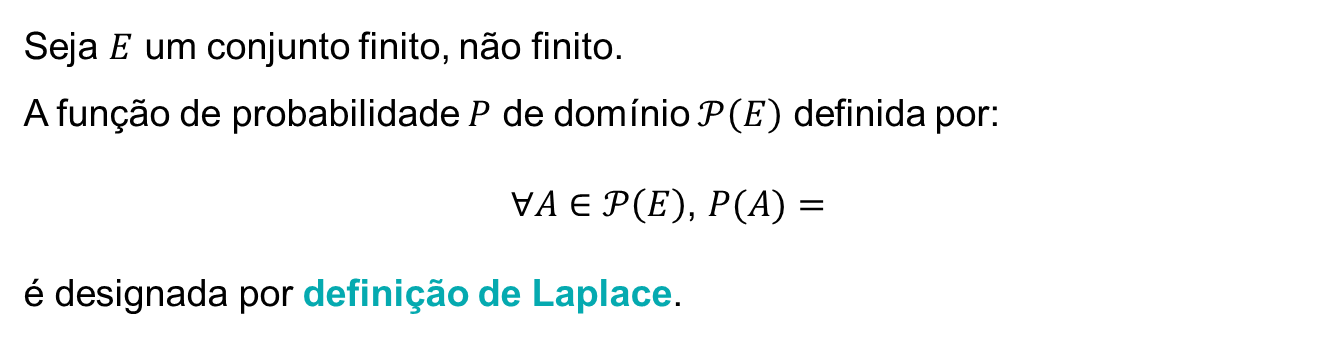 Seja E um conjunto finito, não finito.
A função de probabilidade P de domínio 𝒫(E) definida por:
∀A ∈ 𝒫(E), P(A) =
é designada por definição de Laplace.